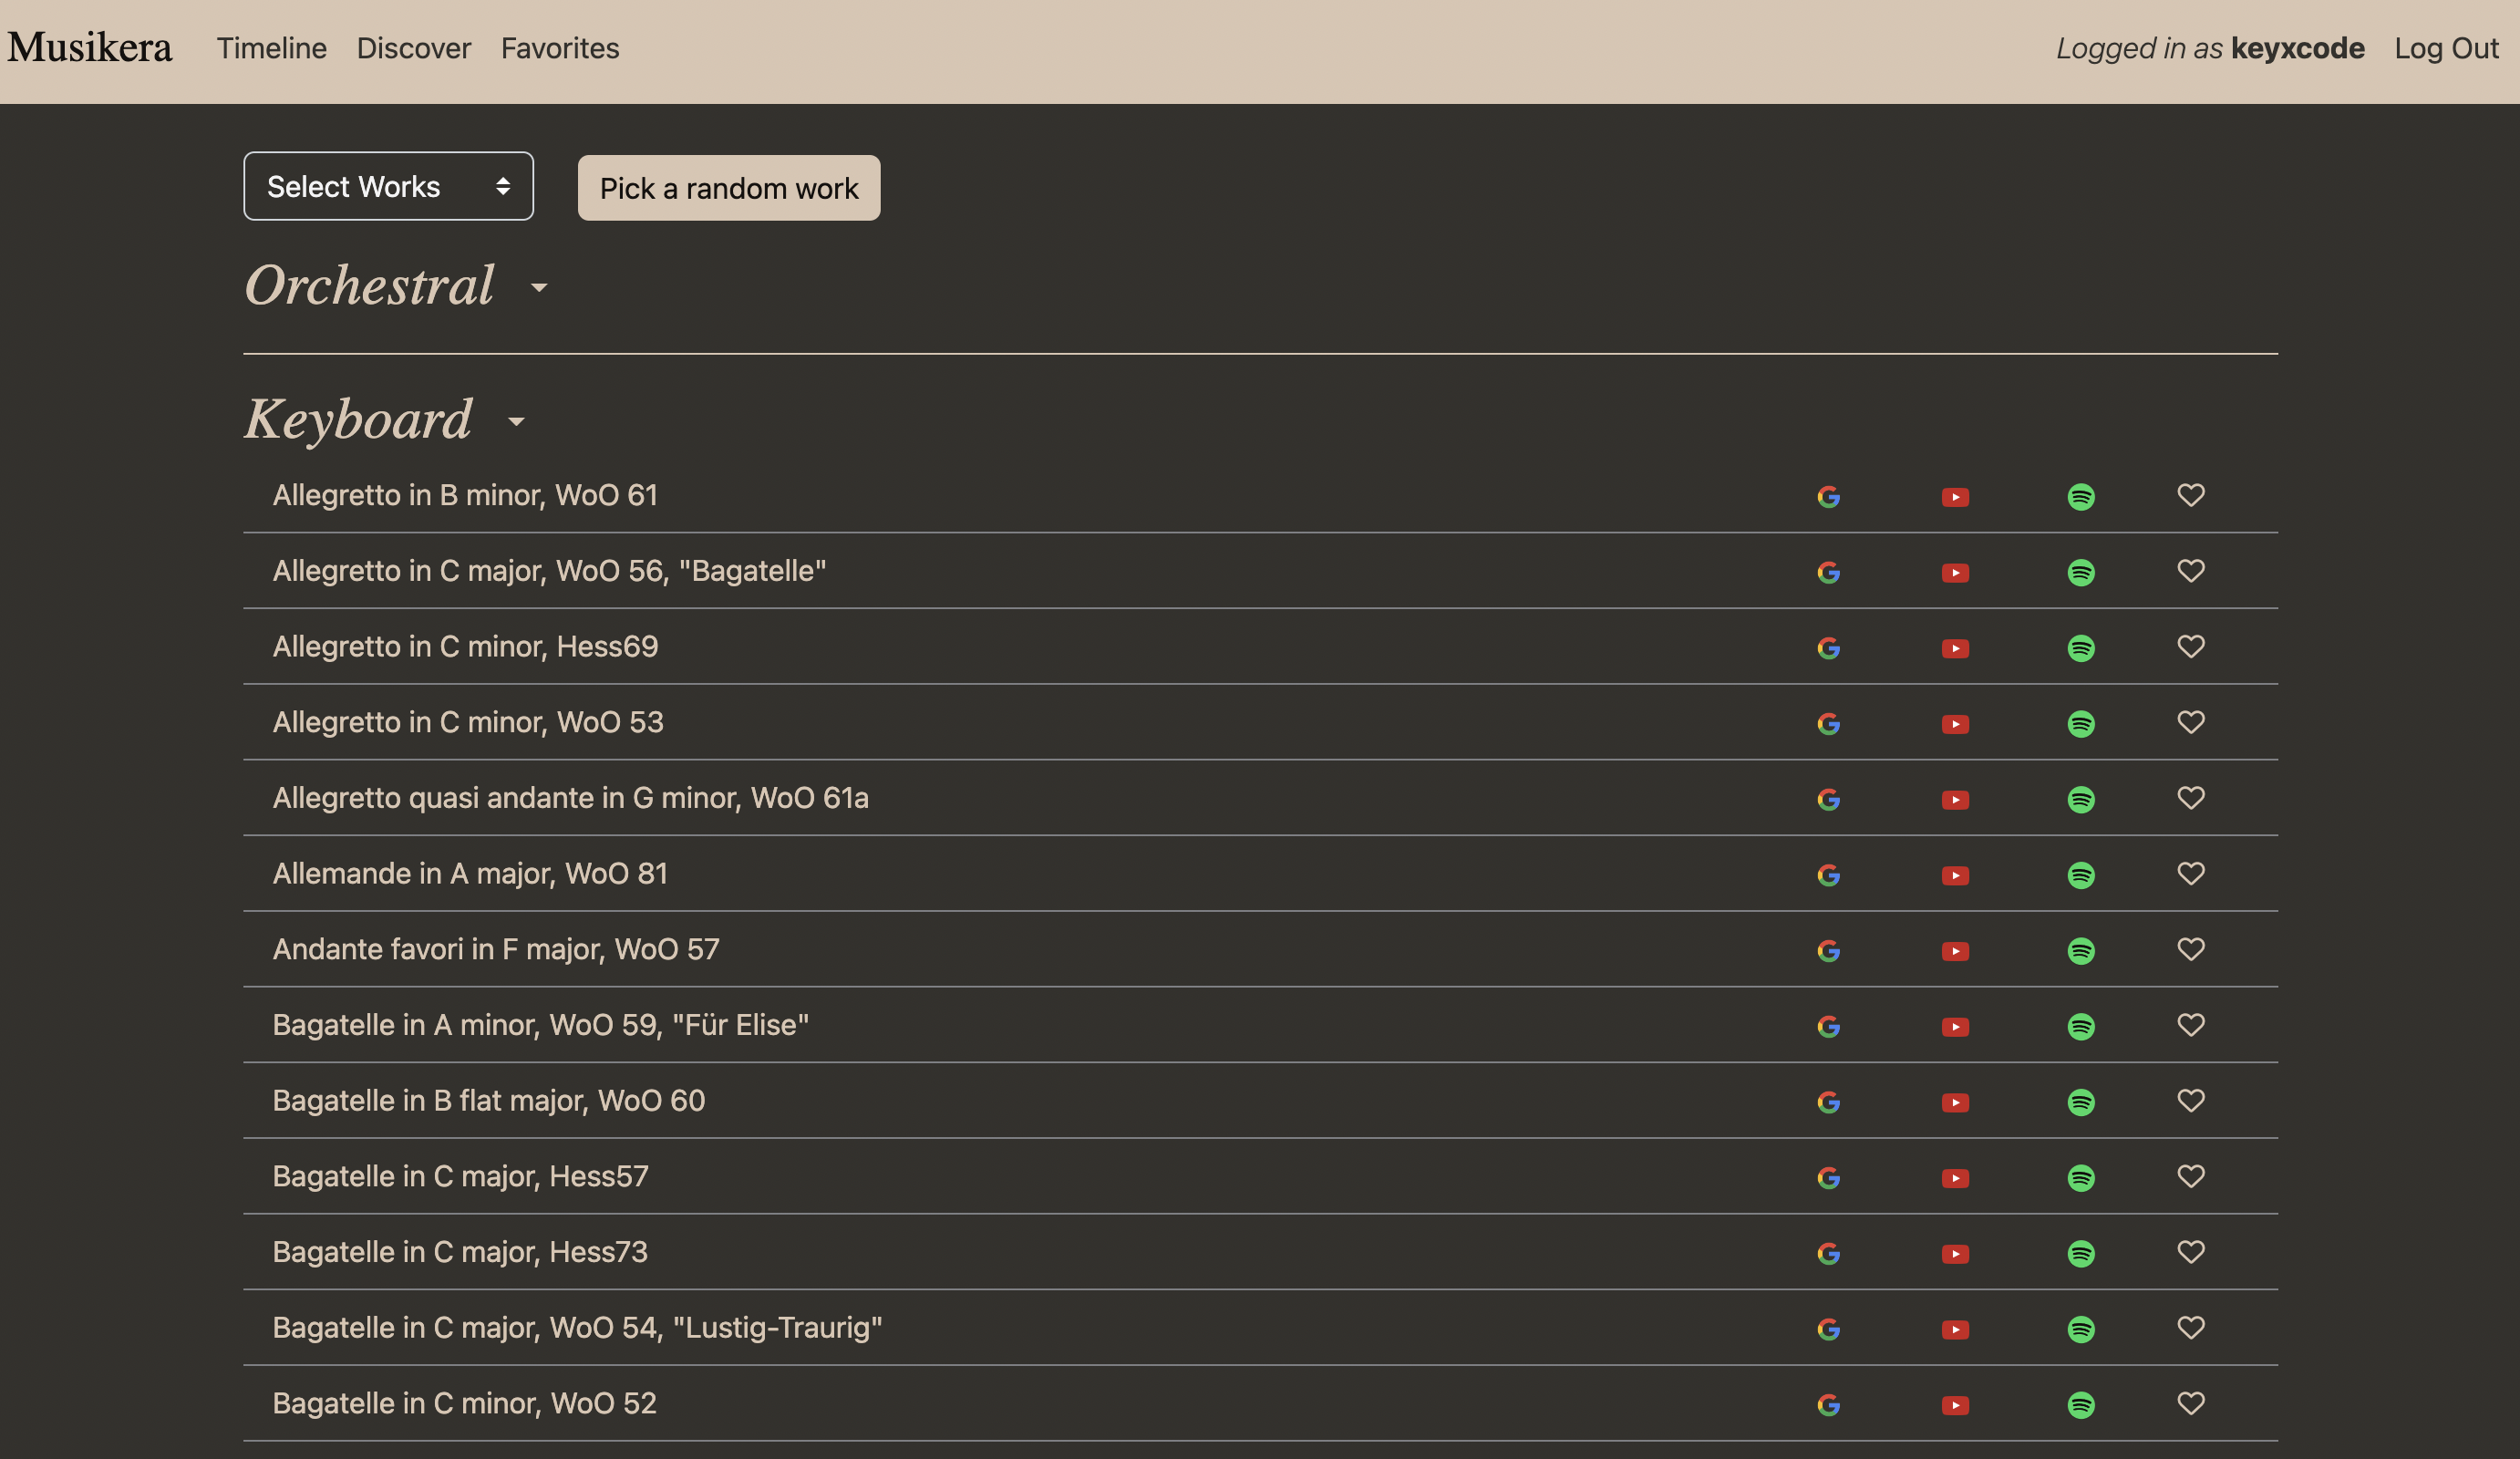 Musikera Timeline Discover Favorites Logged in as keyxcode Log Out
Select Works Pick a random work
Orchestral
Keyboard
Allegretto in B minor, WoO 61
Allegretto in C major, WoO 56, "Bagatelle"
Allegretto in C minor, Hess69
Allegretto in C minor, WoO 53
Allegretto quasi andante in G minor, WoO 61a
Allemande in A major, WoO 81
Andante favori in F major, WoO 57
Bagatelle in A minor, WoO 59, "Für Elise"
Bagatelle in B flat major, WoO 60
Bagatelle in C major, Hess57
Bagatelle in C major, Hess73
Bagatelle in C major, WoO 54, "Lustig-Traurig"
Bagatelle in C minor, WoO 52